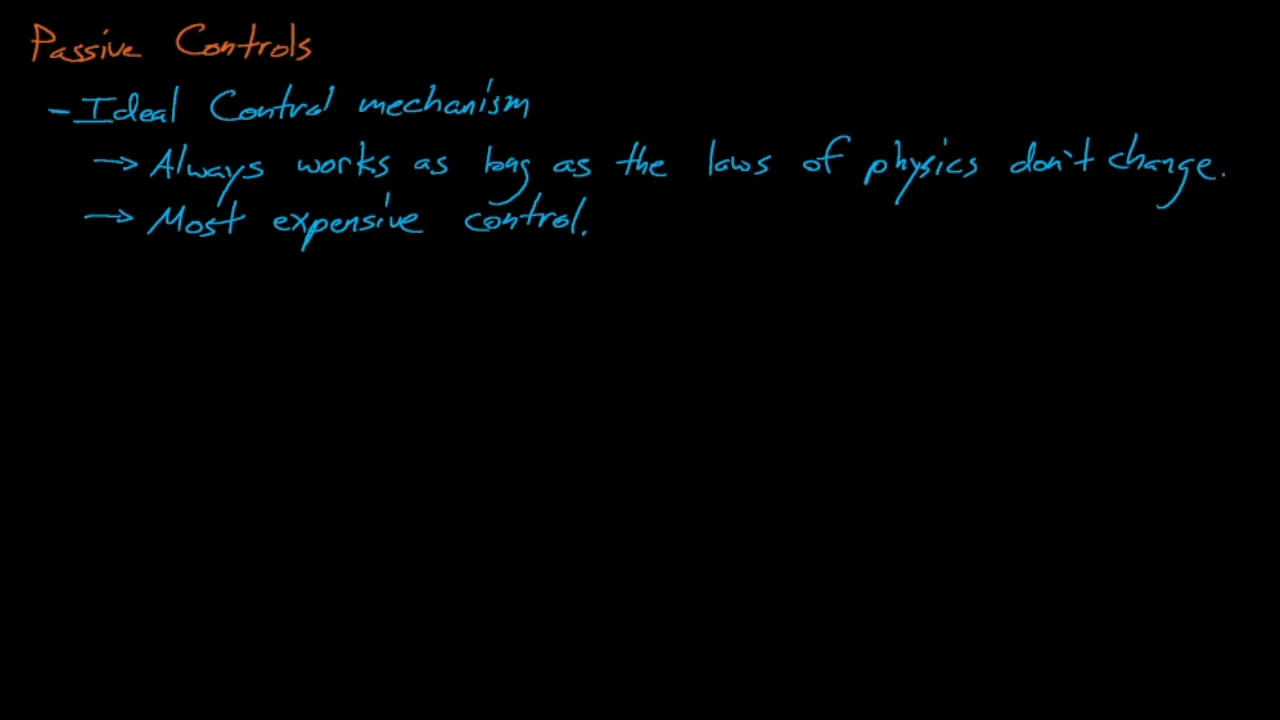 Passive Controls
- Ideal Control mechanism
→ Always works as long as the laws of physics don't change.
→ Most expensive control.